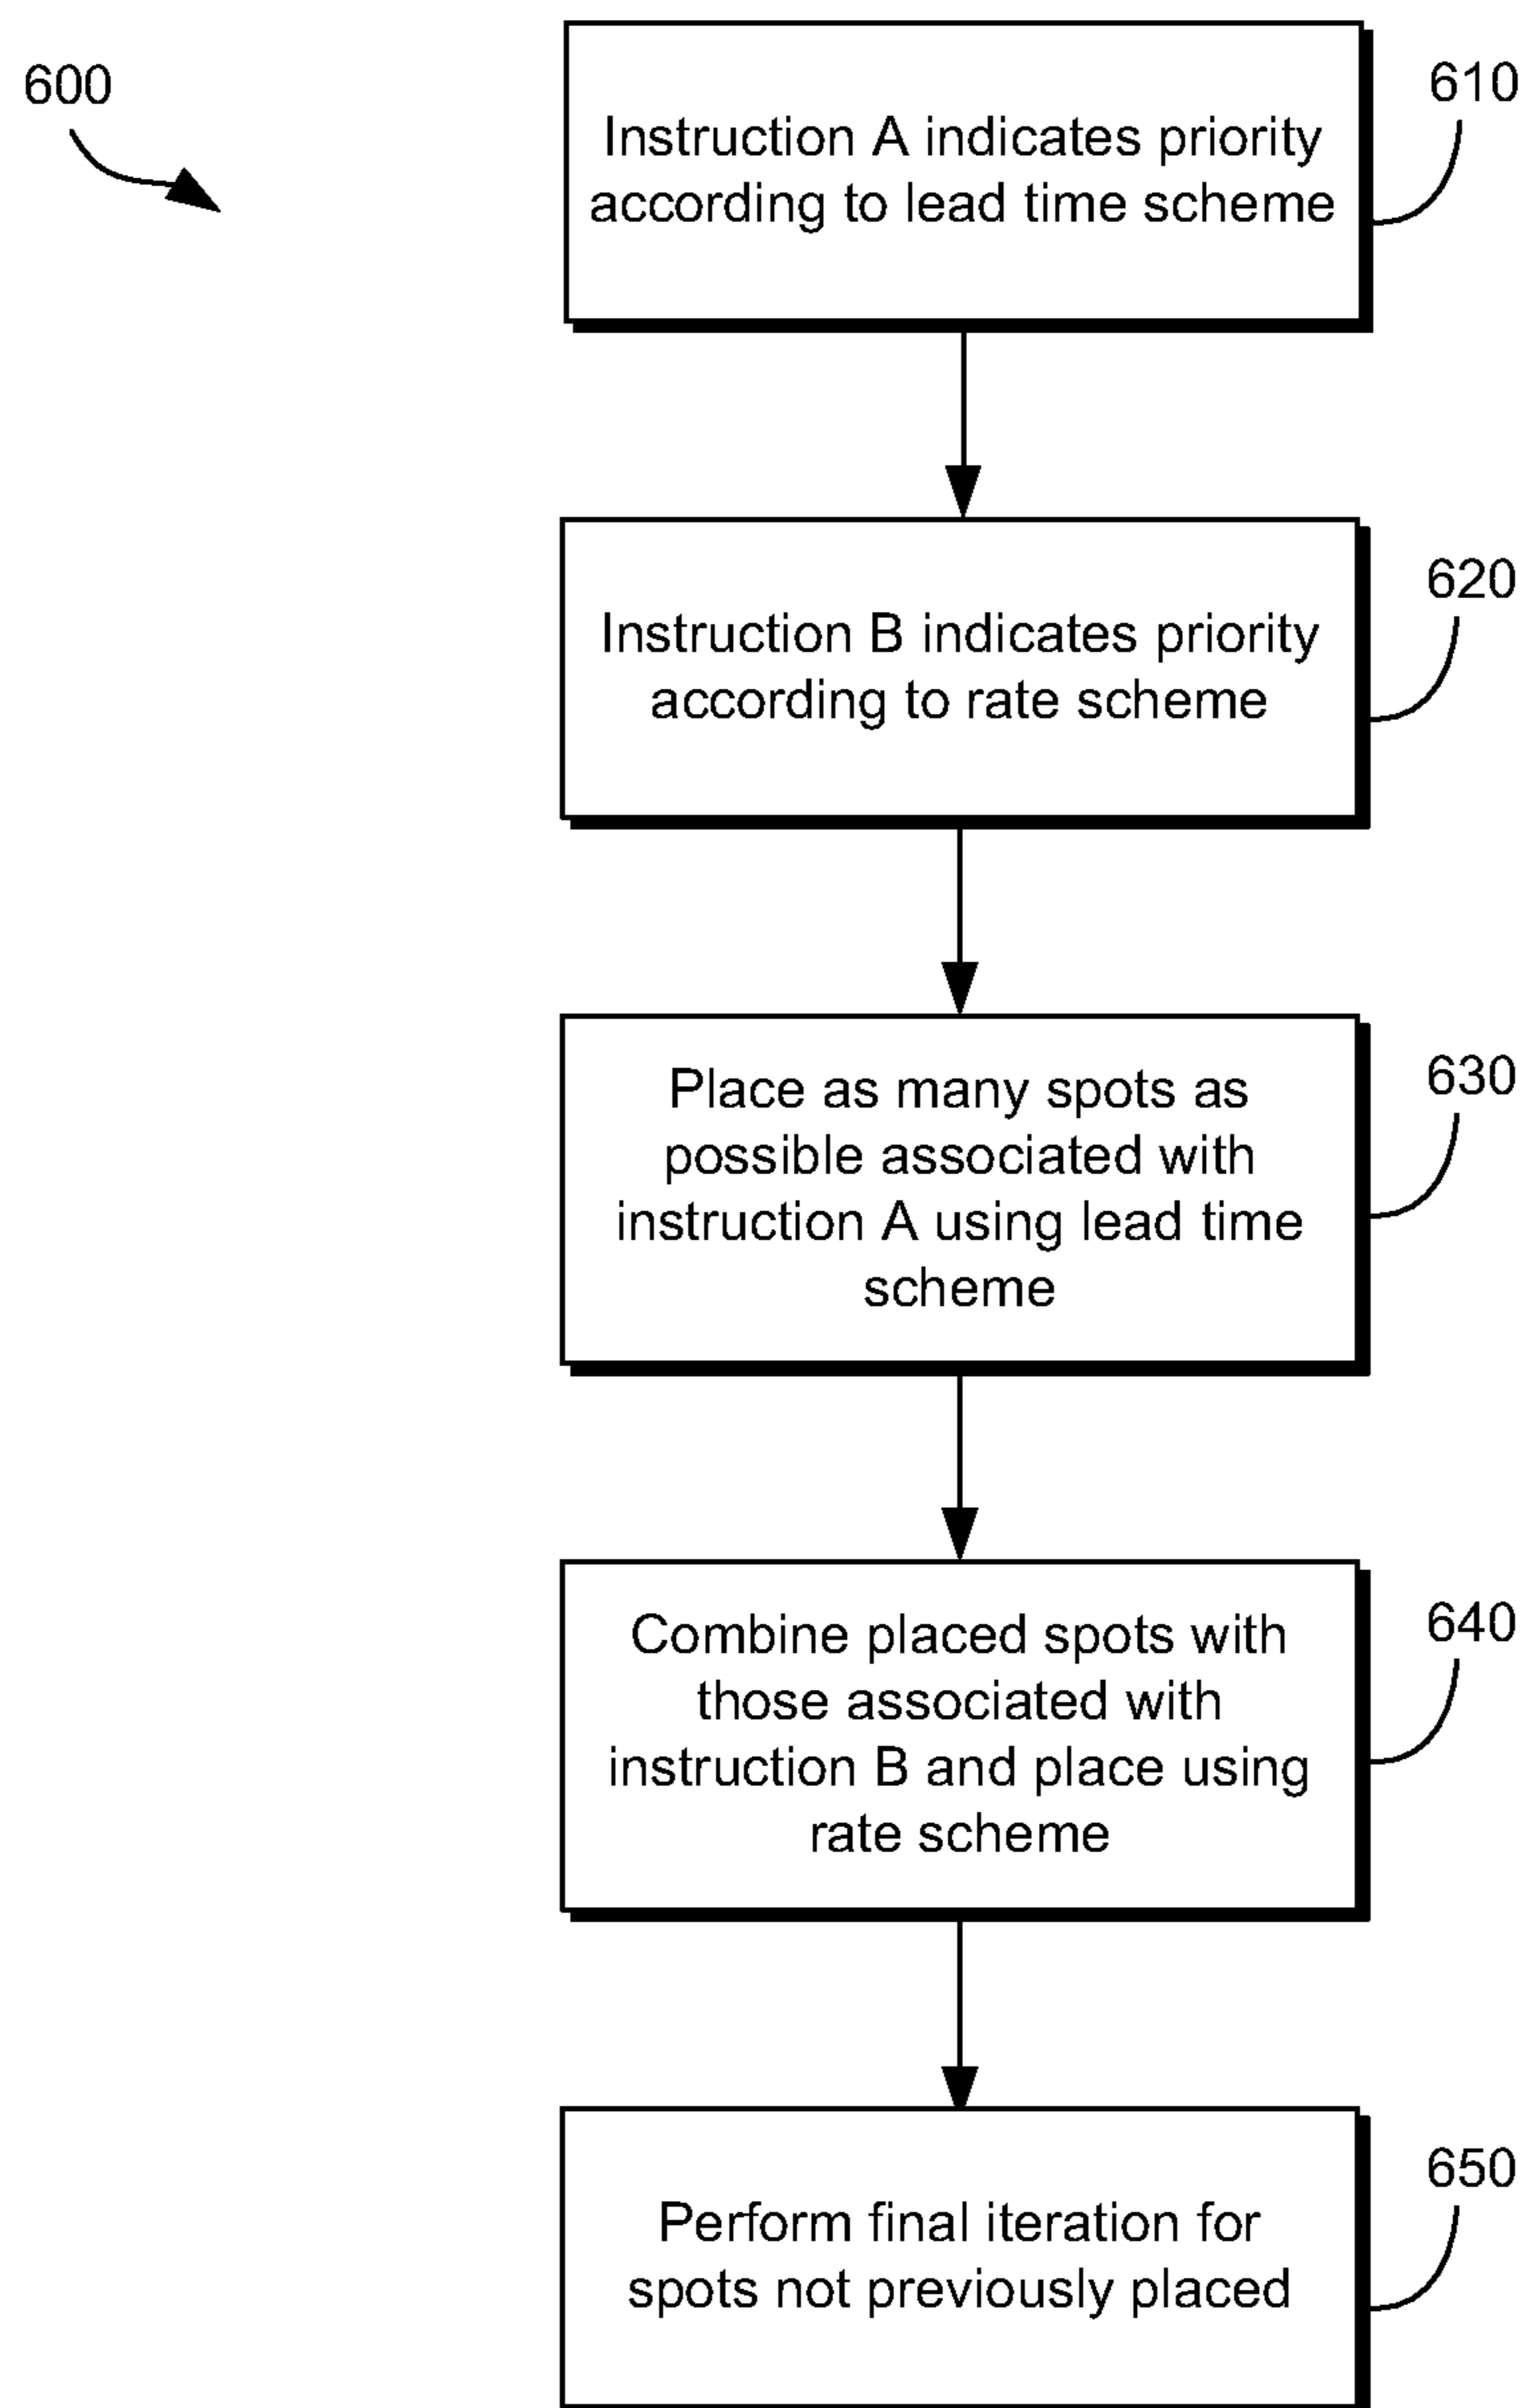 600
610
Instruction A indicates priority
according to lead time scheme
620
Instruction B indicates priority
according to rate scheme
630
Place as many spots as
possible associated with
instruction A using lead time
scheme
640
Combine placed spots with
those associated with
instruction B and place using
rate scheme
650
Perform final iteration for
spots not previously placed